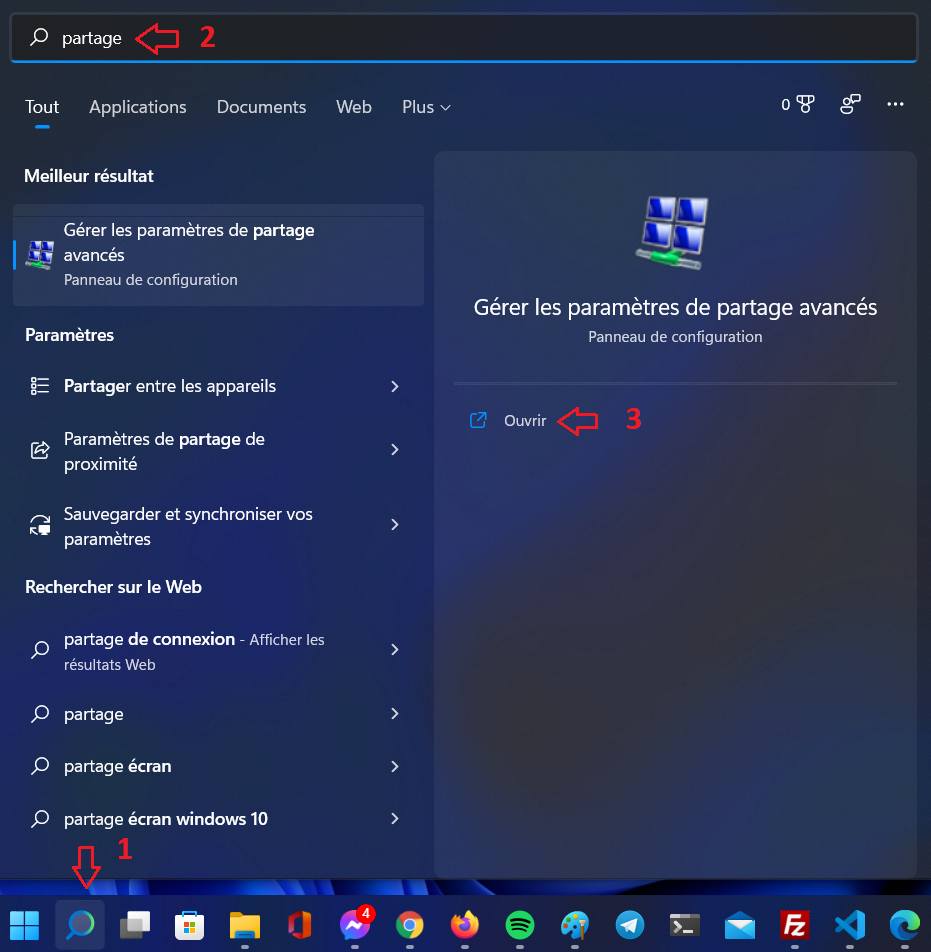 partage
2
Tout Applications Documents Web Plus
0
Meilleur résultat
Gérer les paramètres de partage
avancés
Panneau de configuration
Paramètres
Partager entre les appareils
Paramètres de partage de
proximité
Sauvegarder et synchroniser vos
paramètres
Rechercher sur le Web
partage de connexion - Afficher les
résultats Web
partage
partage écran
partage écran windows 10
Gérer les paramètres de partage avancés
Panneau de configuration
Ouvrir
3
1
4
Fz